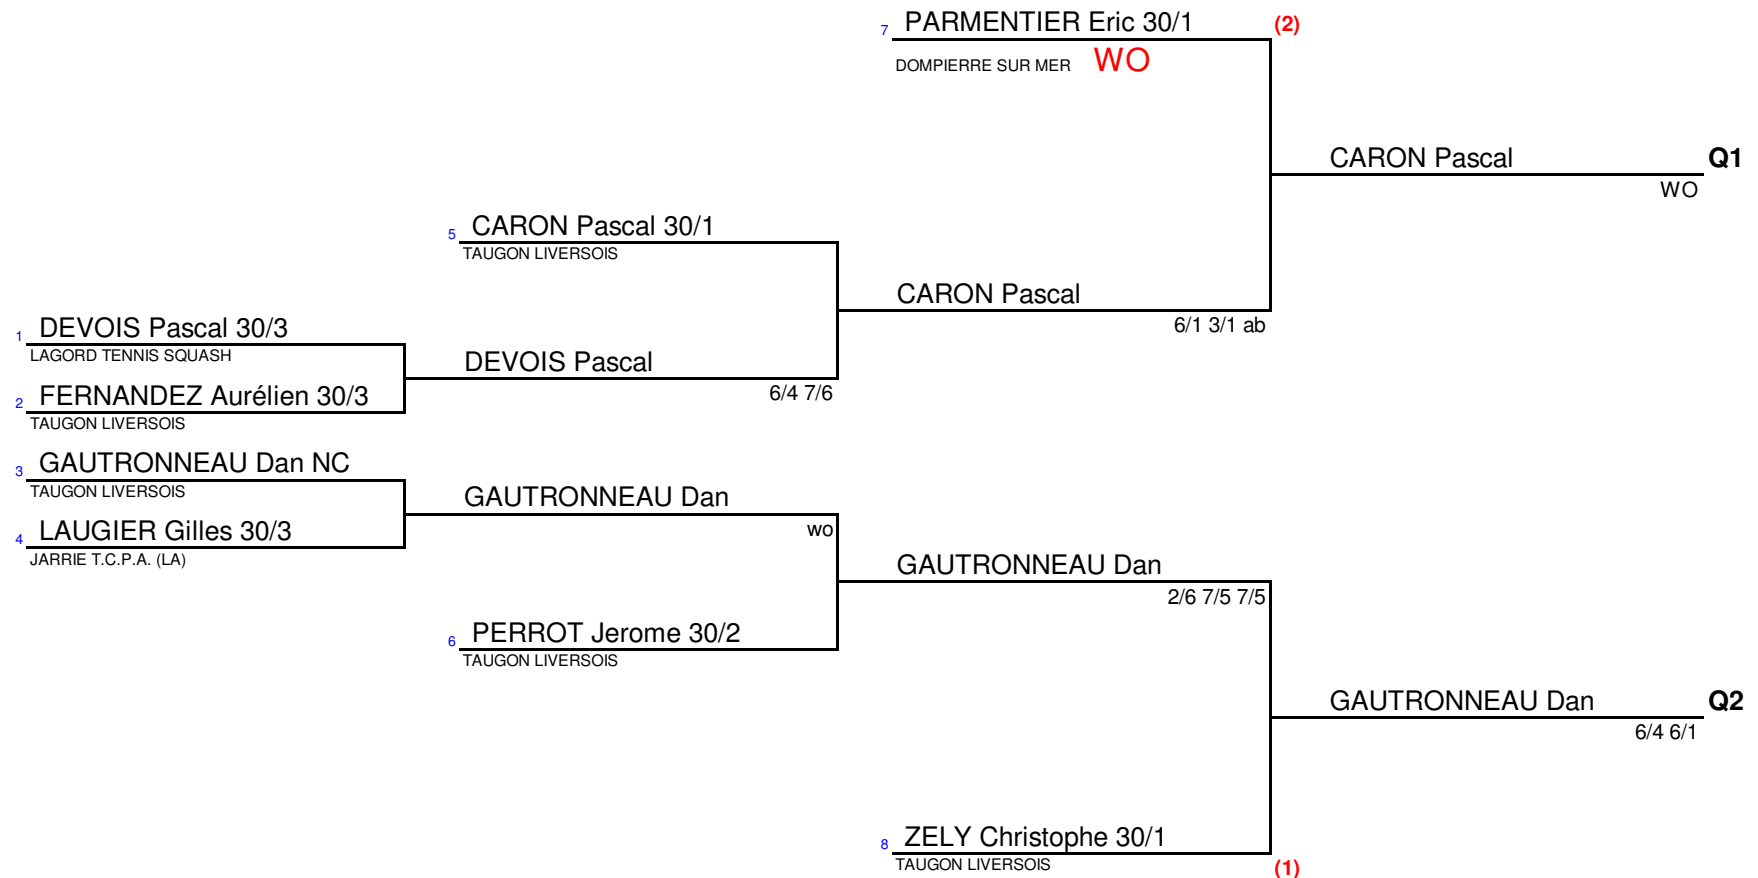 7 PARMENTIER Eric 30/1 (2)
DOMPIERRE SUR MER WO
CARON Pascal Q1
WO
5 CARON Pascal 30/1
TAUGON LIVERSOIS
CARON Pascal
6/1 3/1 ab
1 DEVOIS Pascal 30/3
LAGORD TENNIS SQUASH
DEVOIS Pascal
6/4 7/6
2 FERNANDEZ Aurélien 30/3
TAUGON LIVERSOIS
3 GAUTRONNEAU Dan NC
TAUGON LIVERSOIS
GAUTRONNEAU Dan
wo
4 LAUGIER Gilles 30/3
JARRIE T.C.P.A. (LA)
GAUTRONNEAU Dan
2/6 7/5 7/5
6 PERROT Jerome 30/2
TAUGON LIVERSOIS
GAUTRONNEAU Dan Q2
6/4 6/1
8 ZELY Christophe 30/1
TAUGON LIVERSOIS (1)